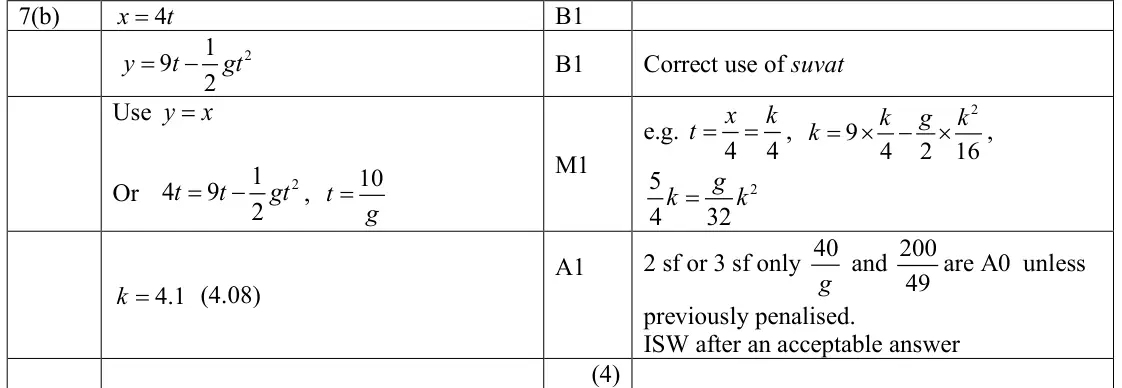 7(b) x = 4t B1
y = 9t − 1/2 gt² B1 Correct use of suvat
Use y = x
Or 4t = 9t − 1/2 gt², t = 10/g
M1
e.g. t = x/4 = k/4, k = 9 × k/4 − g/2 × k²/16,
5/4 k = g/32 k²
k = 4.1 (4.08)
A1
2 sf or 3 sf only 40/g and 200/49 are A0 unless
previously penalised.
ISW after an acceptable answer
(4)